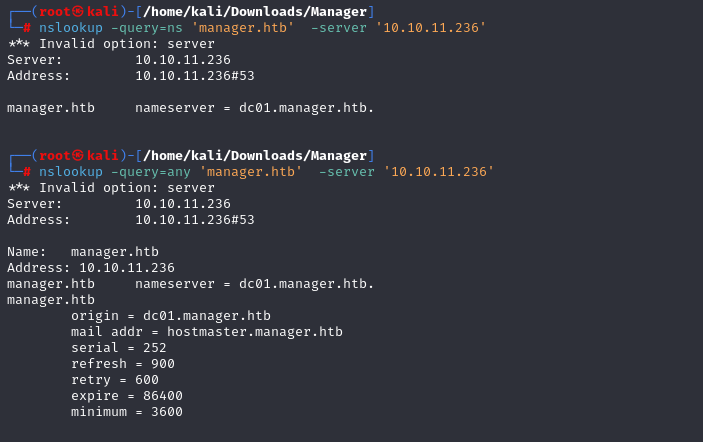 ┌──(root㉿kali)-[/home/kali/Downloads/Manager]
└─# nslookup -query=ns 'manager.htb'  -server '10.10.11.236'
*** Invalid option: server
Server:         10.10.11.236
Address:        10.10.11.236#53
manager.htb     nameserver = dc01.manager.htb.
┌──(root㉿kali)-[/home/kali/Downloads/Manager]
└─# nslookup -query=any 'manager.htb'  -server '10.10.11.236'
*** Invalid option: server
Server:         10.10.11.236
Address:        10.10.11.236#53
Name:   manager.htb
Address: 10.10.11.236
manager.htb     nameserver = dc01.manager.htb.
manager.htb
        origin = dc01.manager.htb
        mail addr = hostmaster.manager.htb
        serial = 252
        refresh = 900
        retry = 600
        expire = 86400
        minimum = 3600